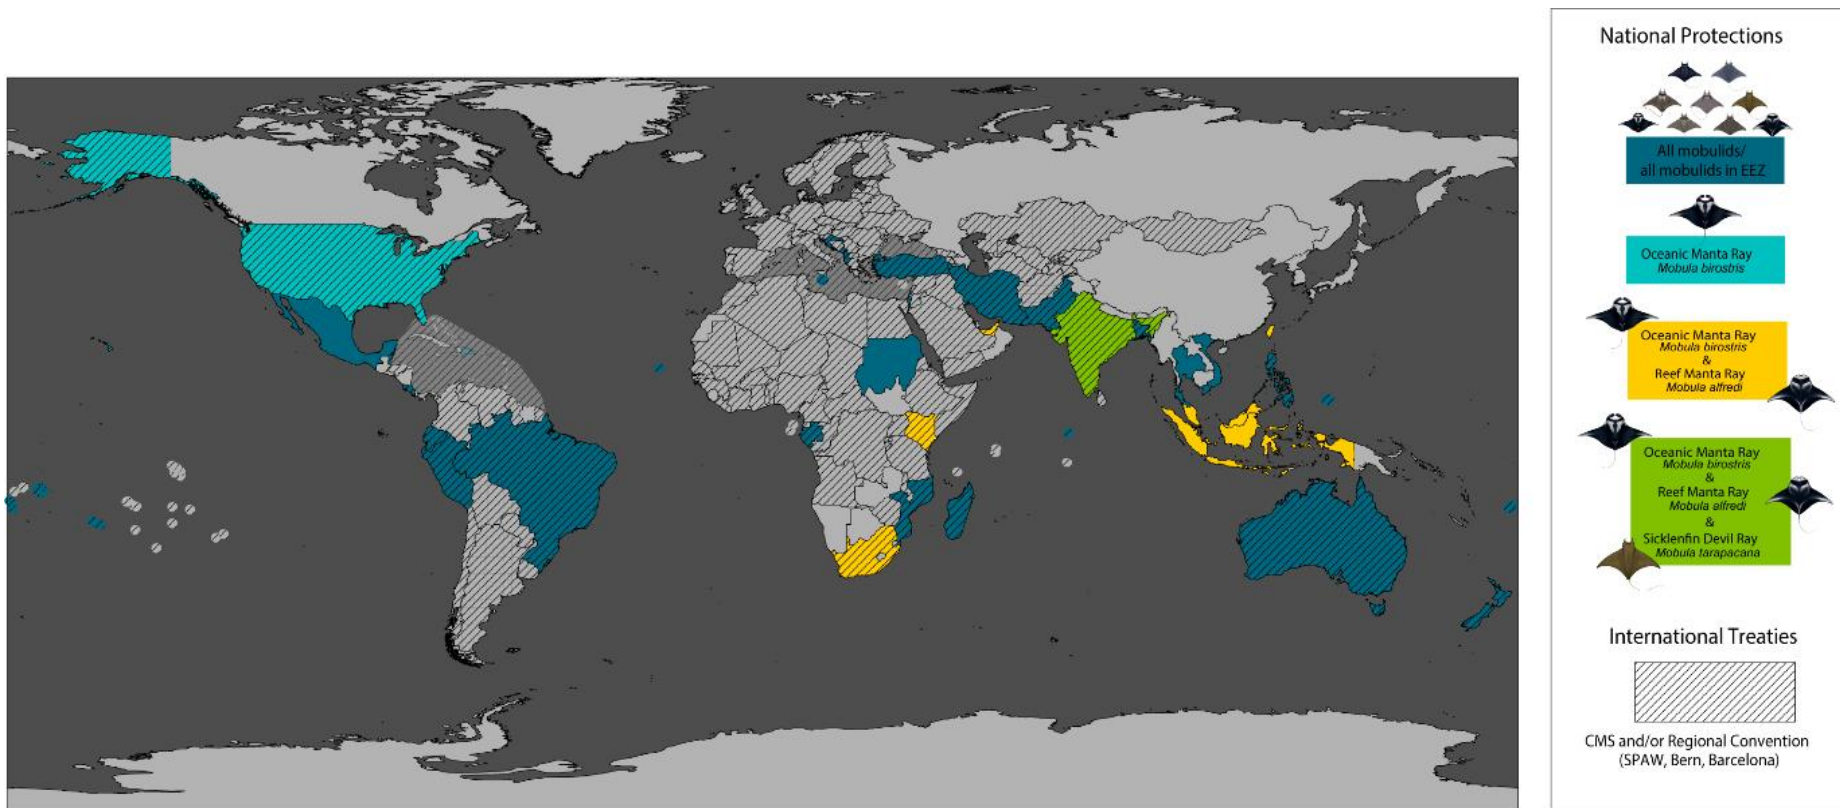 National Protections
All mobulids/
all mobulids in EEZ
Oceanic Manta Ray
Mobula birostris
Oceanic Manta Ray
Mobula birostris
&
Reef Manta Ray
Mobula alfredi
Oceanic Manta Ray
Mobula birostris
&
Reef Manta Ray
Mobula alfredi
&
Sicklenfin Devil Ray
Mobula tarapacana
International Treaties
CMS and/or Regional Convention
(SPAW, Bern, Barcelona)